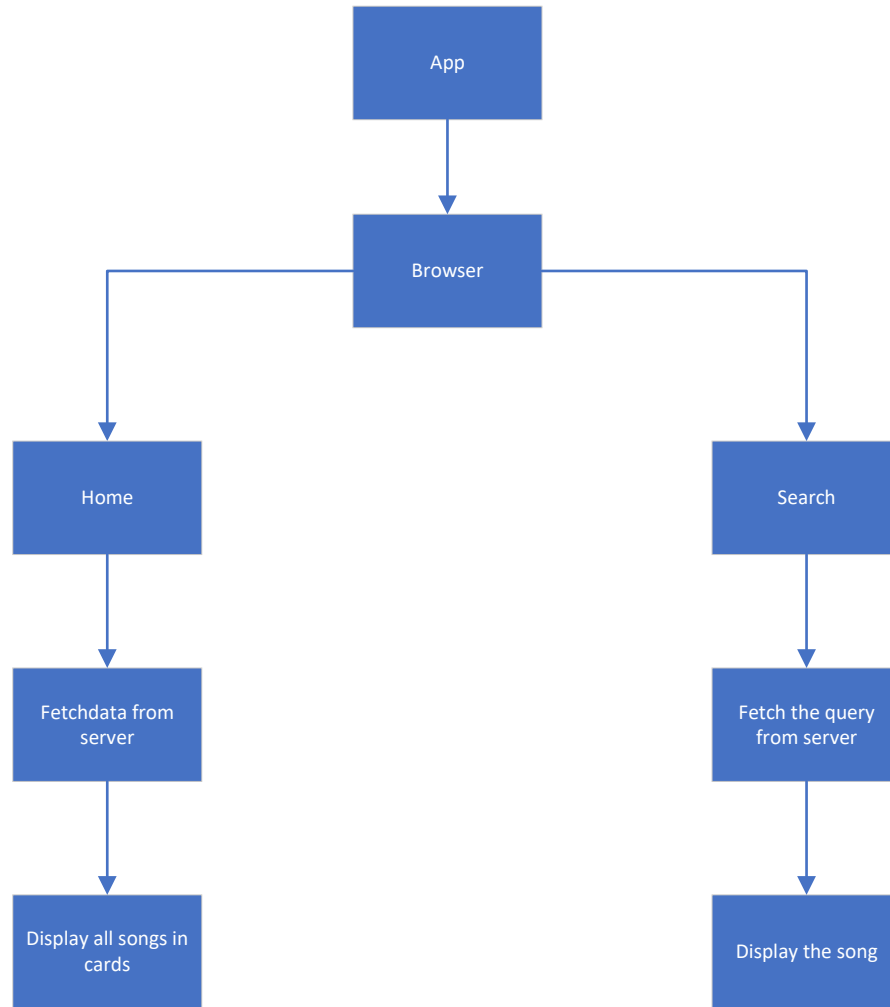 App
Browser
Home
Search
Fetchdata from
server
Fetch the query
from server
Display all songs in
cards
Display the song